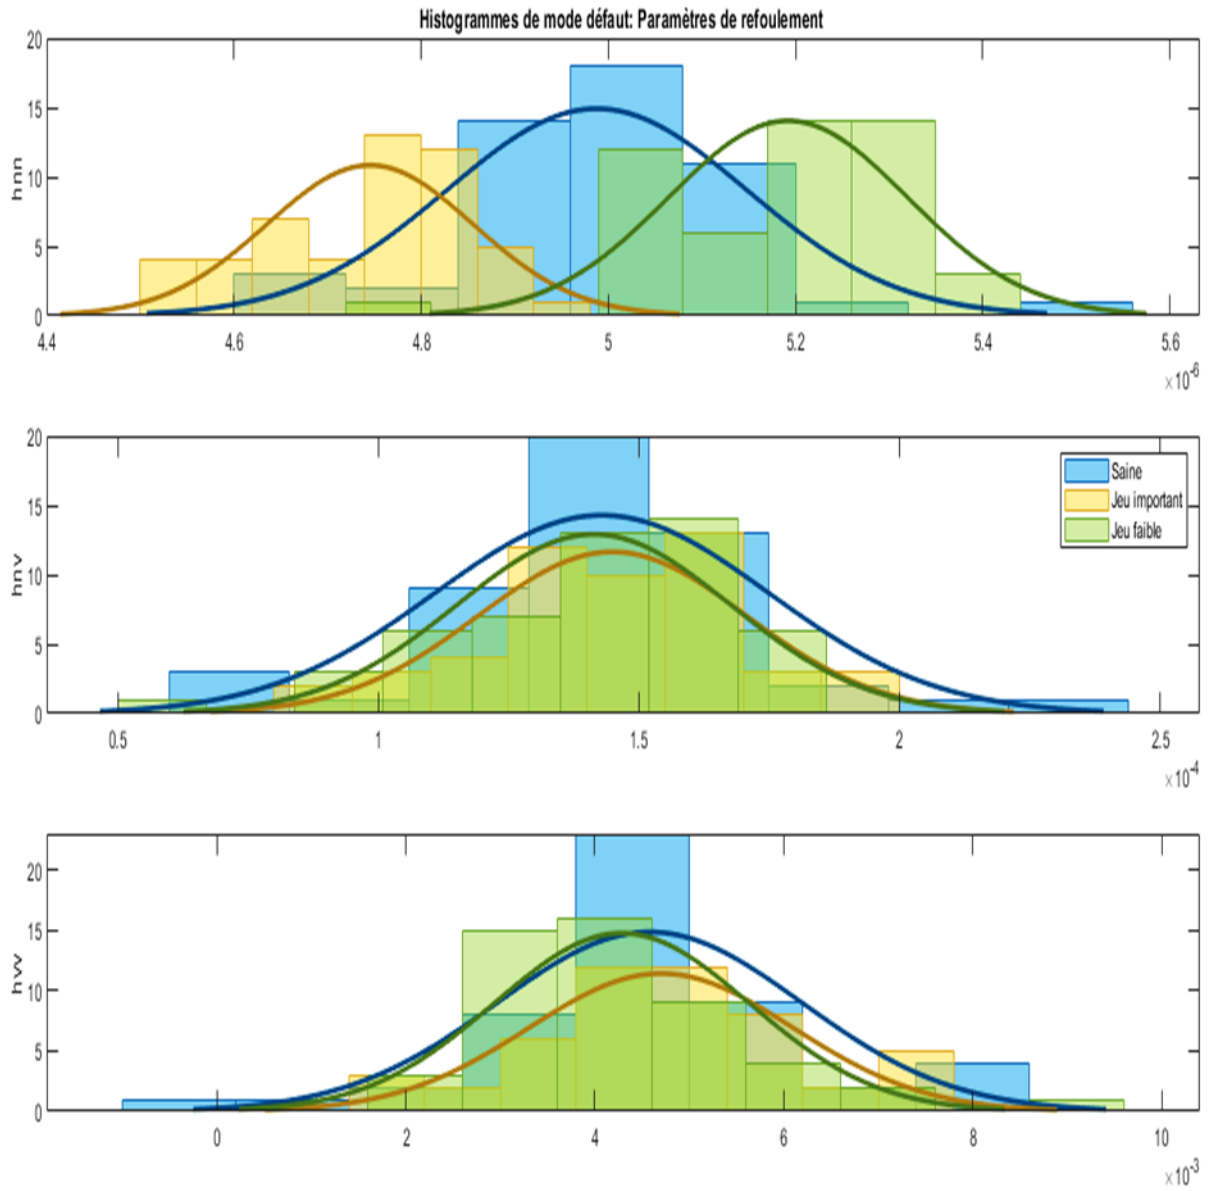 Histogrammes de mode défaut: Paramètres de refoulement
20
15
10
5
0
hnn
4.4 4.6 4.8 5 5.2 5.4 5.6
×10-6
20
15
10
5
0
hnv
Saine
Jeu important
Jeu faible
0.5 1 1.5 2 2.5
×10-4
20
15
10
5
0
hvv
0 2 4 6 8 10
×10-3